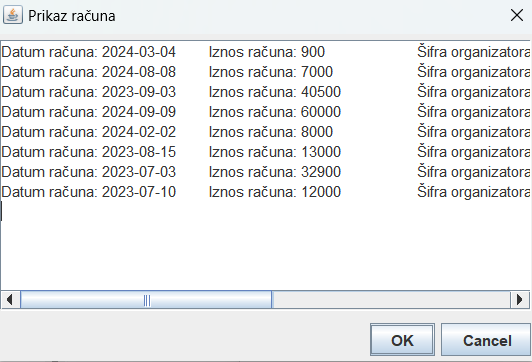 Prikaz računa
Datum računa: 2024-03-04 Iznos računa: 900 Šifra organizatora
Datum računa: 2024-08-08 Iznos računa: 7000 Šifra organizatora
Datum računa: 2023-09-03 Iznos računa: 40500 Šifra organizatora
Datum računa: 2024-09-09 Iznos računa: 60000 Šifra organizatora
Datum računa: 2024-02-02 Iznos računa: 8000 Šifra organizatora
Datum računa: 2023-08-15 Iznos računa: 13000 Šifra organizatora
Datum računa: 2023-07-03 Iznos računa: 32900 Šifra organizatora
Datum računa: 2023-07-10 Iznos računa: 12000 Šifra organizatora
OK Cancel